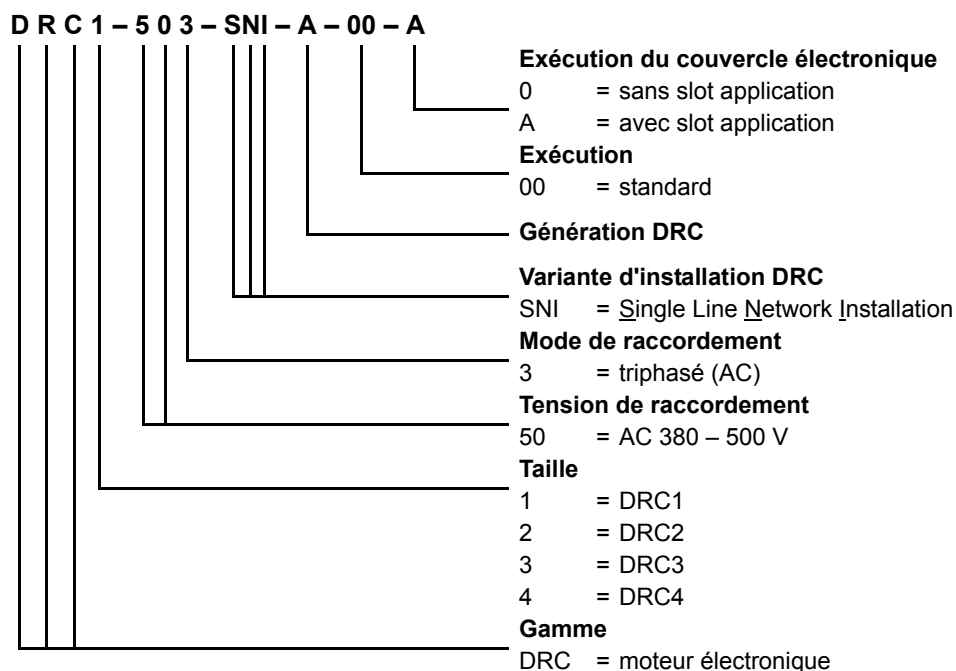 D R C 1 – 5 0 3 – SNI – A – 00 – A
Exécution du couvercle électronique
0 = sans slot application
A = avec slot application
Exécution
00 = standard
Génération DRC
Variante d'installation DRC
SNI = Single Line Network Installation
Mode de raccordement
3 = triphasé (AC)
Tension de raccordement
50 = AC 380 – 500 V
Taille
1 = DRC1
2 = DRC2
3 = DRC3
4 = DRC4
Gamme
DRC = moteur électronique